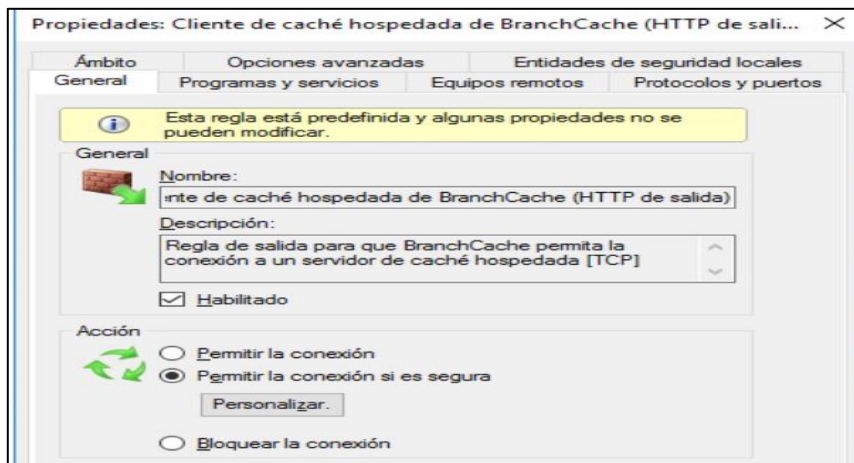 Propiedades: Cliente de caché hospedada de BranchCache (HTTP de sali...
Ámbito Opciones avanzadas Entidades de seguridad locales
General Programas y servicios Equipos remotos Protocolos y puertos
Esta regla está predefinida y algunas propiedades no se
pueden modificar.
General
Nombre:
nte de caché hospedada de BranchCache (HTTP de salida)
Descripción:
Regla de salida para que BranchCache permita la
conexión a un servidor de caché hospedada [TCP]
Habilitado
Acción
Permitir la conexión
Permitir la conexión si es segura
Personalizar.
Bloquear la conexión